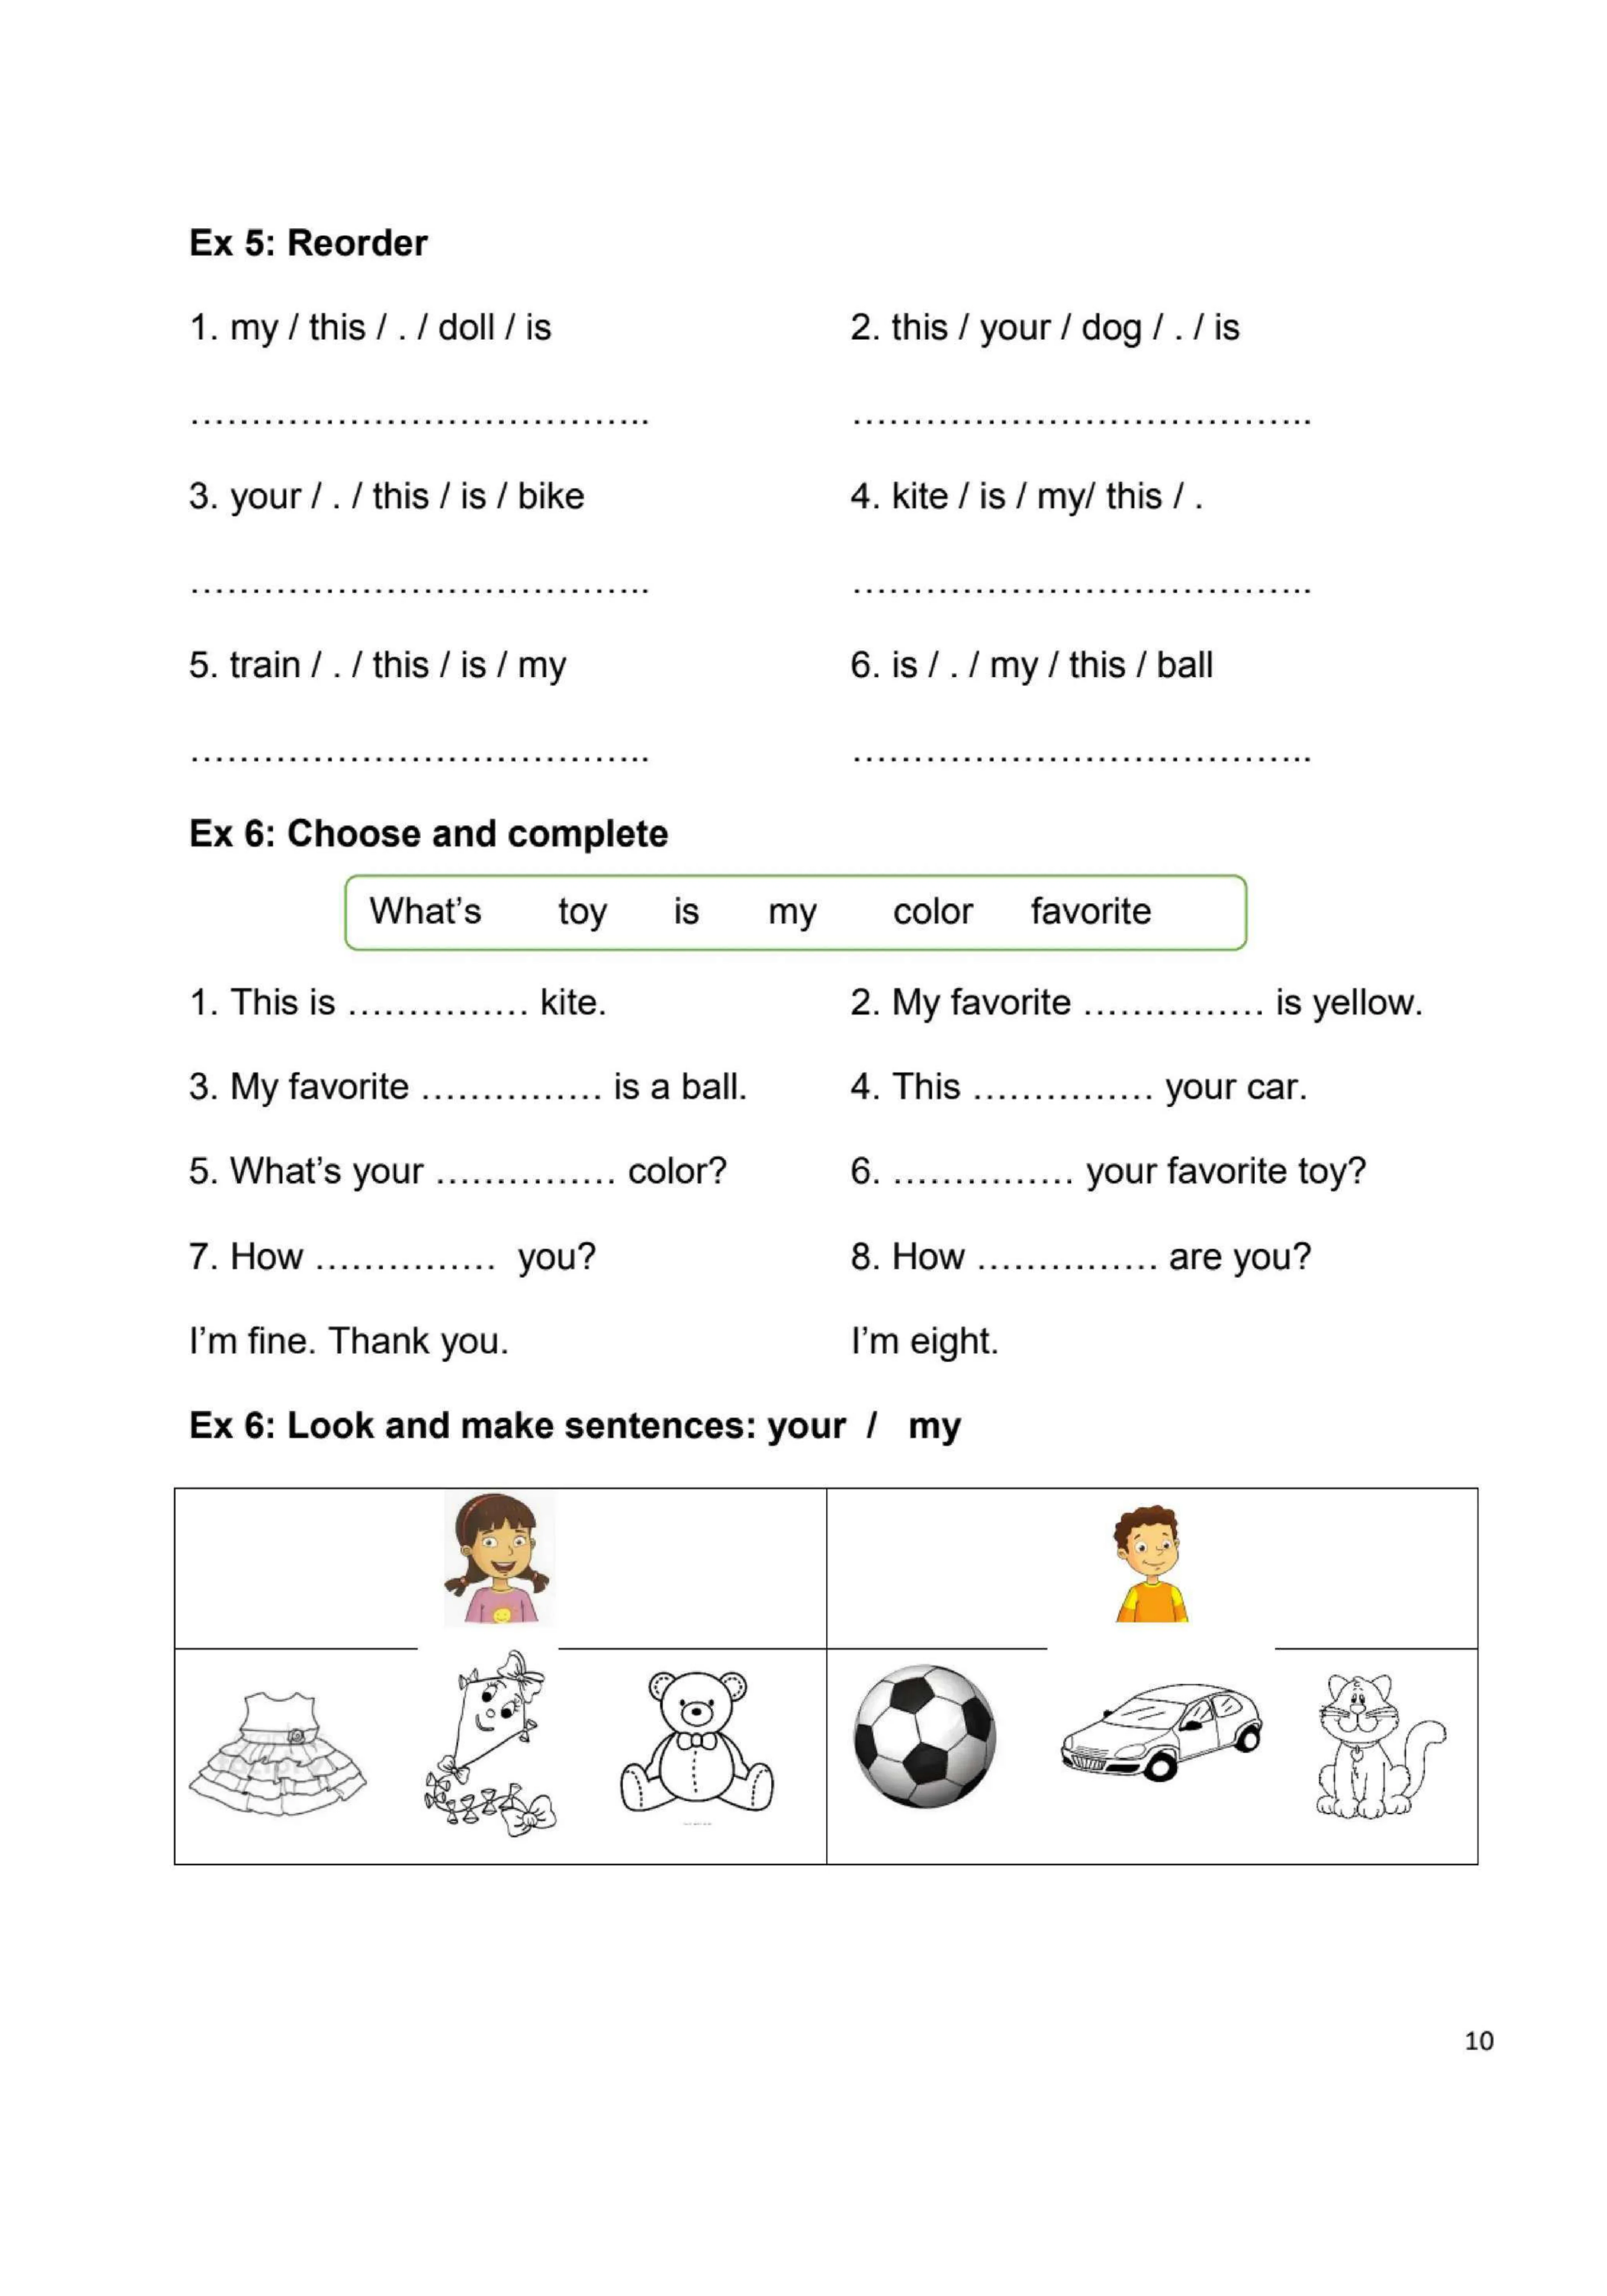 Ex 5: Reorder
1. my / this / . / doll / is 2. this / your / dog / . / is
………………………………….. …………………………………..
3. your / . / this / is / bike 4. kite / is / my/ this / .
………………………………….. …………………………………..
5. train / . / this / is / my 6. is / . / my / this / ball
………………………………….. …………………………………..
Ex 6: Choose and complete
What’s toy is my color favorite
1. This is …………… kite. 2. My favorite …………… is yellow.
3. My favorite …………… is a ball. 4. This …………… your car.
5. What’s your …………… color? 6. …………… your favorite toy?
7. How …………… you? 8. How …………… are you?
I’m fine. Thank you. I’m eight.
Ex 6: Look and make sentences: your / my
10